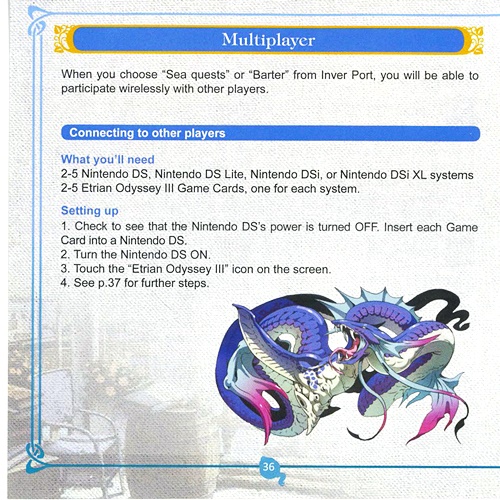 Multiplayer
When you choose “Sea quests” or “Barter” from Inver Port, you will be able to
participate wirelessly with other players.
Connecting to other players
What you’ll need
2-5 Nintendo DS, Nintendo DS Lite, Nintendo DSi, or Nintendo DSi XL systems
2-5 Etrian Odyssey III Game Cards, one for each system.
Setting up
1. Check to see that the Nintendo DS’s power is turned OFF. Insert each Game
Card into a Nintendo DS.
2. Turn the Nintendo DS ON.
3. Touch the “Etrian Odyssey III” icon on the screen.
4. See p.37 for further steps.
36